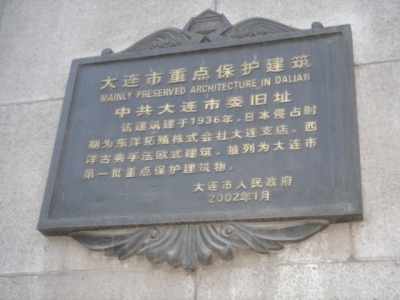 大连市重点保护建筑
MAINLY PRESERVED ARCHITECTURE IN DALIAN
中共大连市委旧址
该建筑建于1936年。日本侵占时
期为东洋拓殖株式会社大连支店。西
洋古典手法欧式建筑。被列为大连市
第一批重点保护建筑物。
大连市人民政府
2002年1月